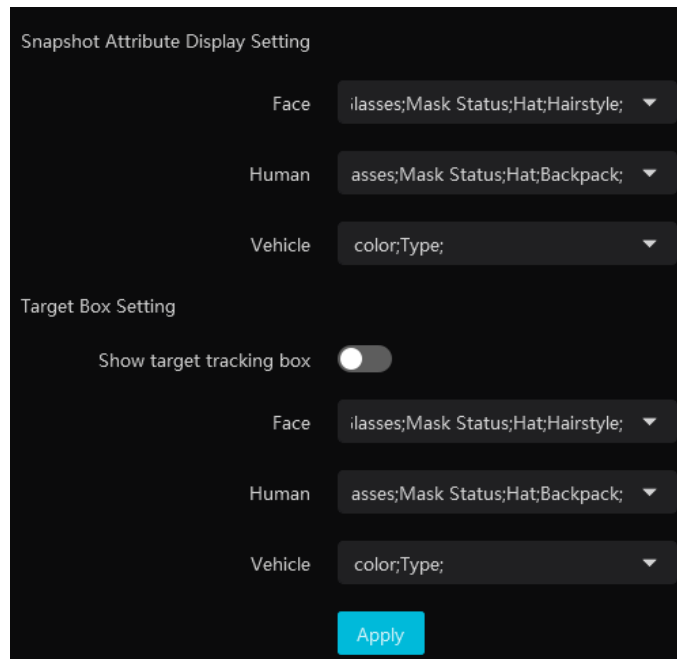 Snapshot Attribute Display Setting
Face ;Mask Status;Hat;Hairstyle;
Human ;Mask Status;Hat;Backpack;
Vehicle color;Type;
Target Box Setting
Show target tracking box
Face ;Mask Status;Hat;Hairstyle;
Human ;Mask Status;Hat;Backpack;
Vehicle color;Type;
Apply